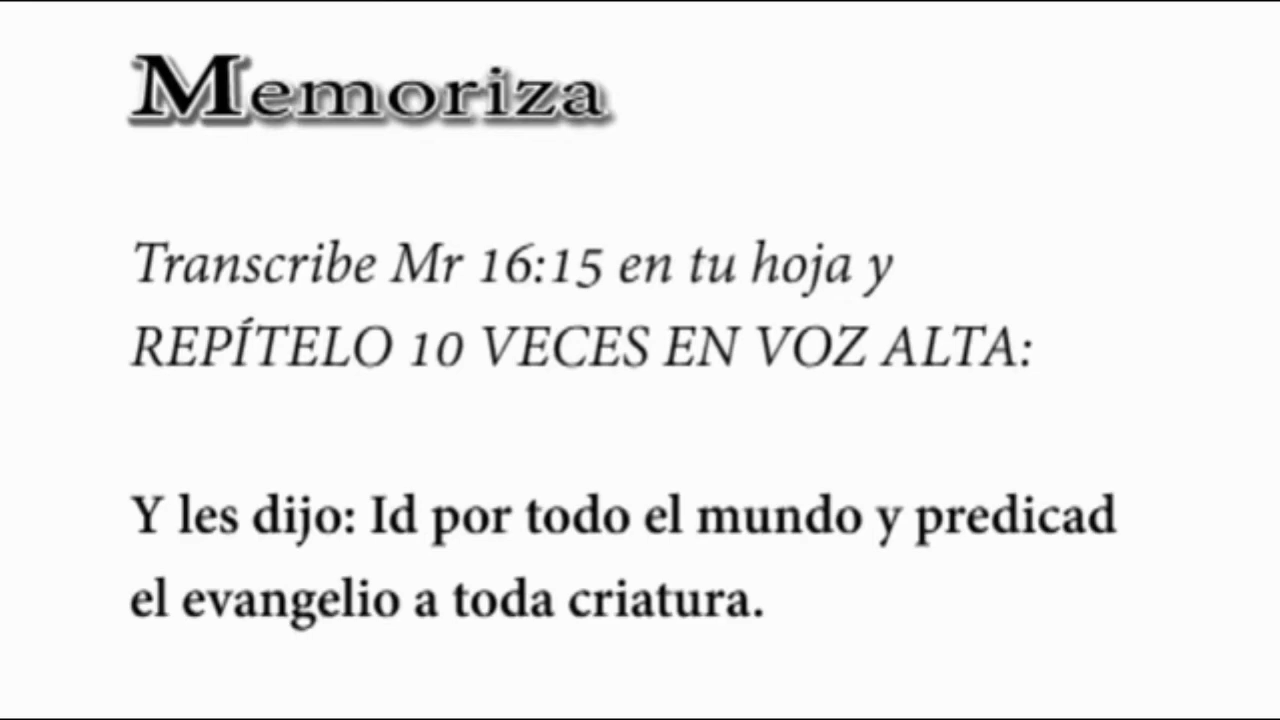 Memoriza
Transcribe Mr 16:15 en tu hoja y
REPÍTELO 10 VECES EN VOZ ALTA:
Y les dijo: Id por todo el mundo y predicad
el evangelio a toda criatura.